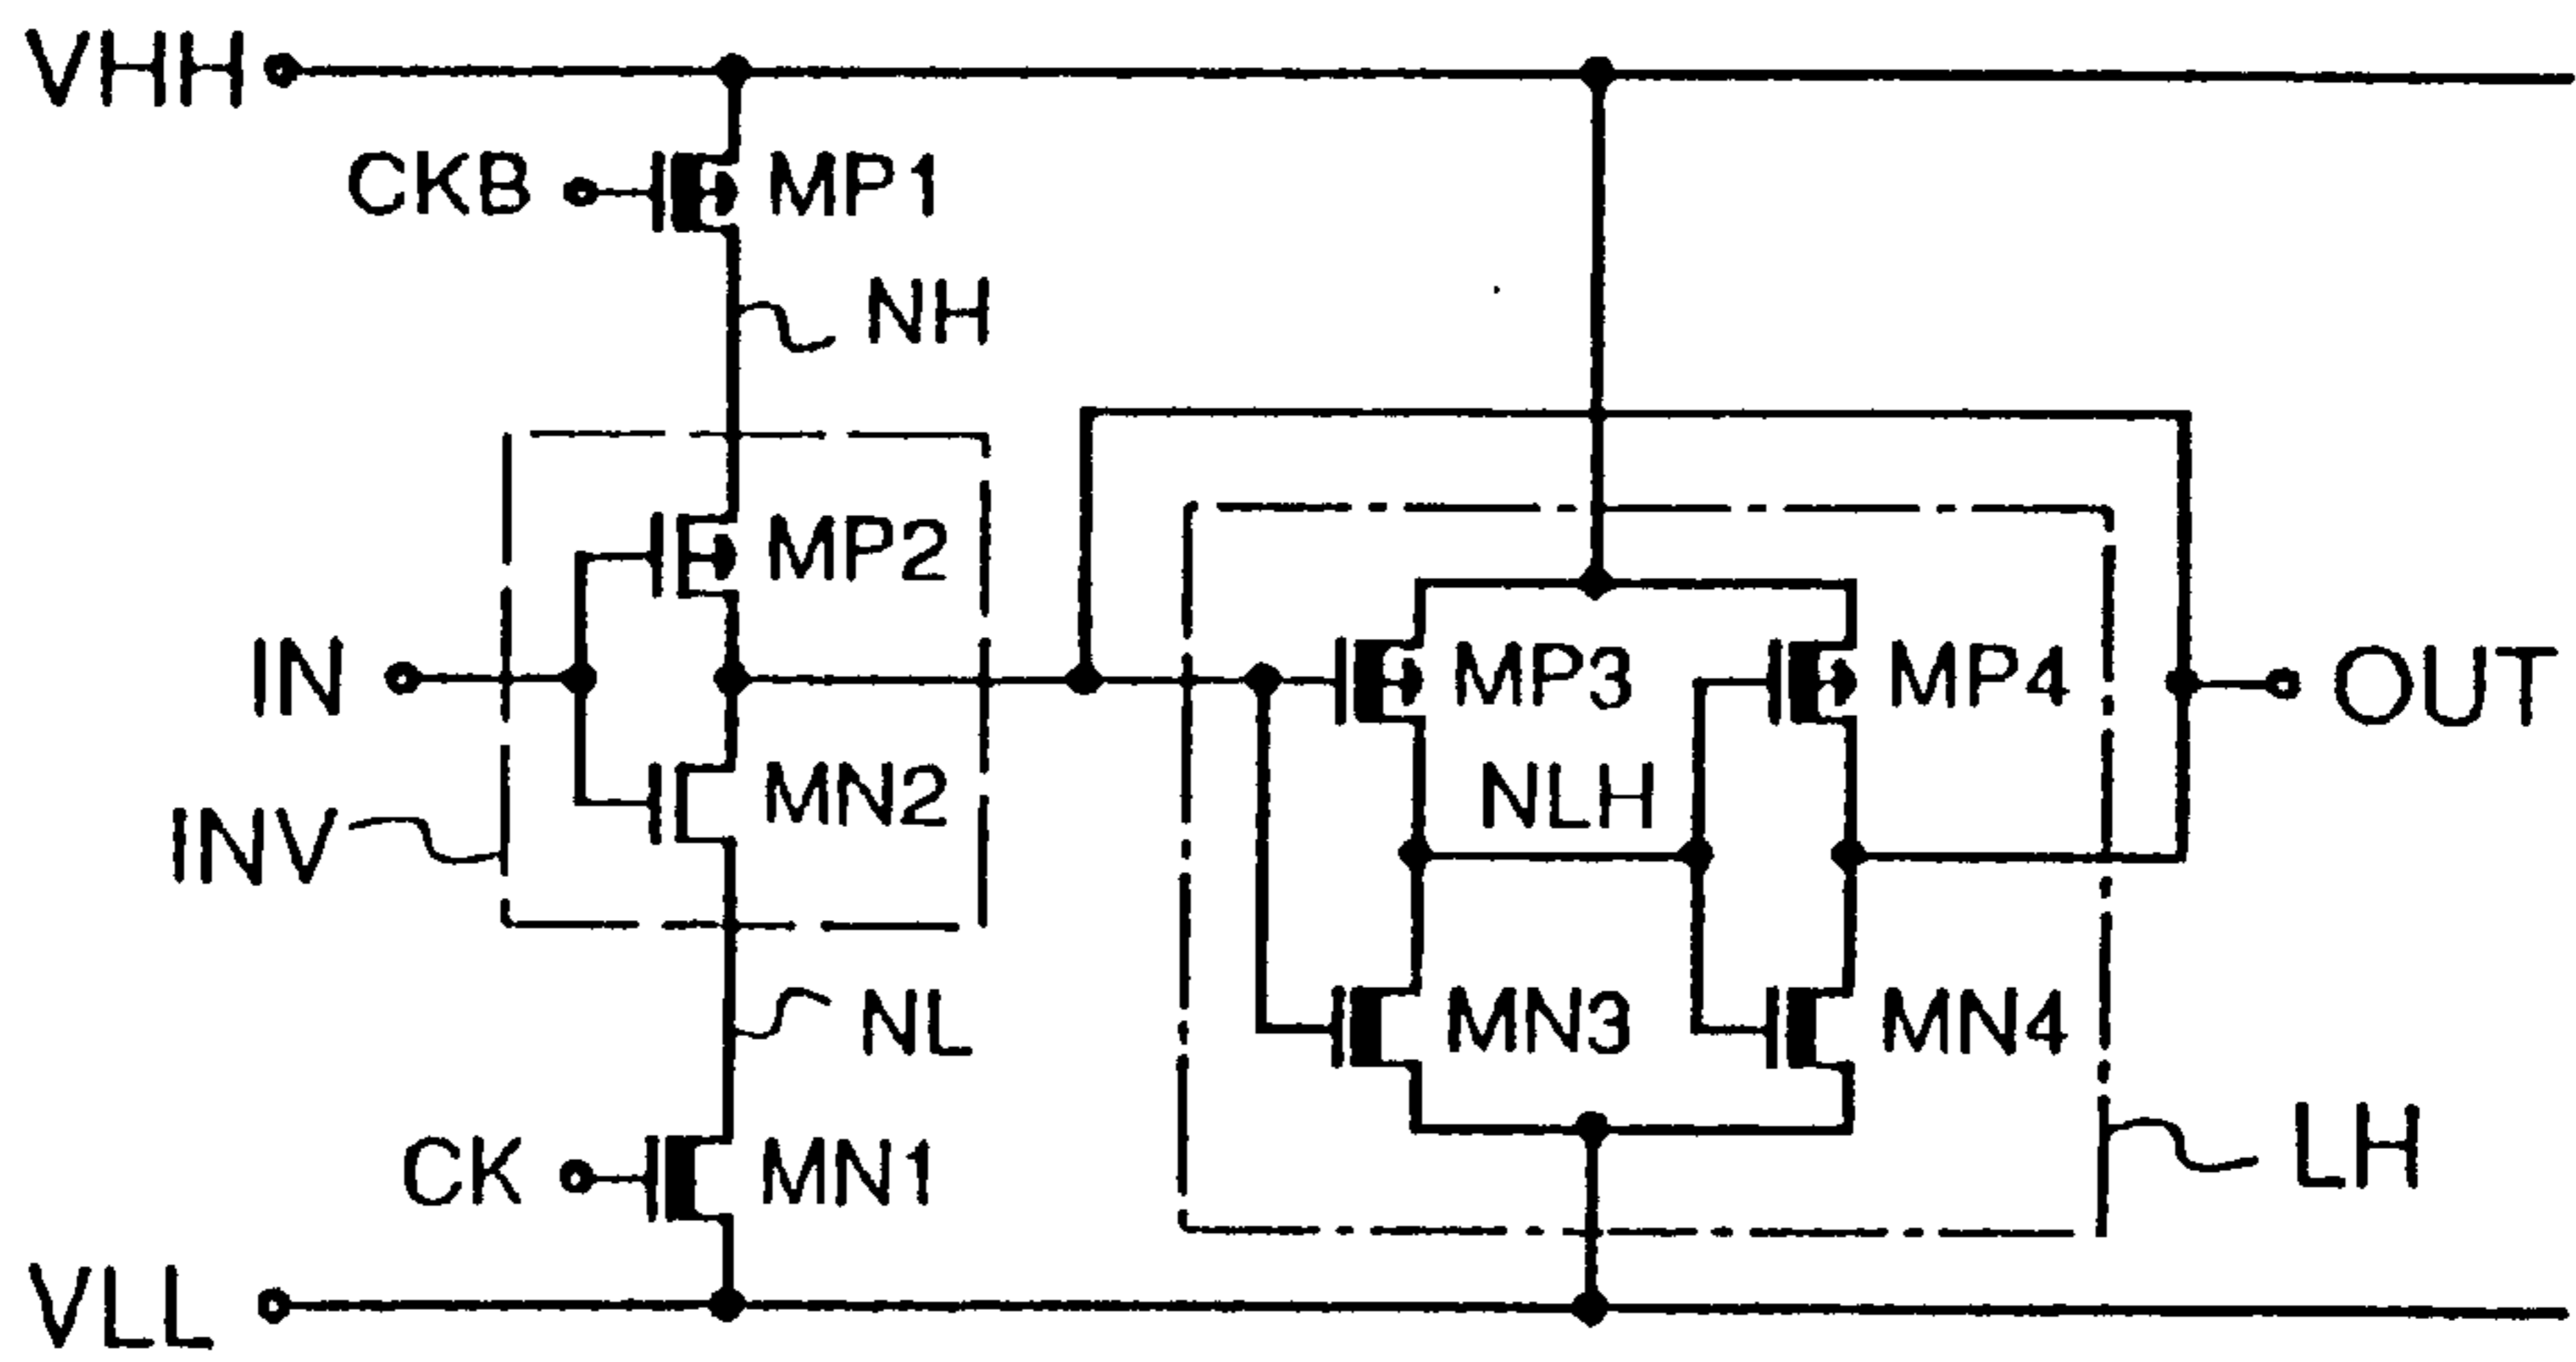 VHH
CKB
MP1
NH
MP2
IN
MP3
MP4
OUT
MN2
NLH
INV
NL
MN3
MN4
CK
MN1
LH
VLL